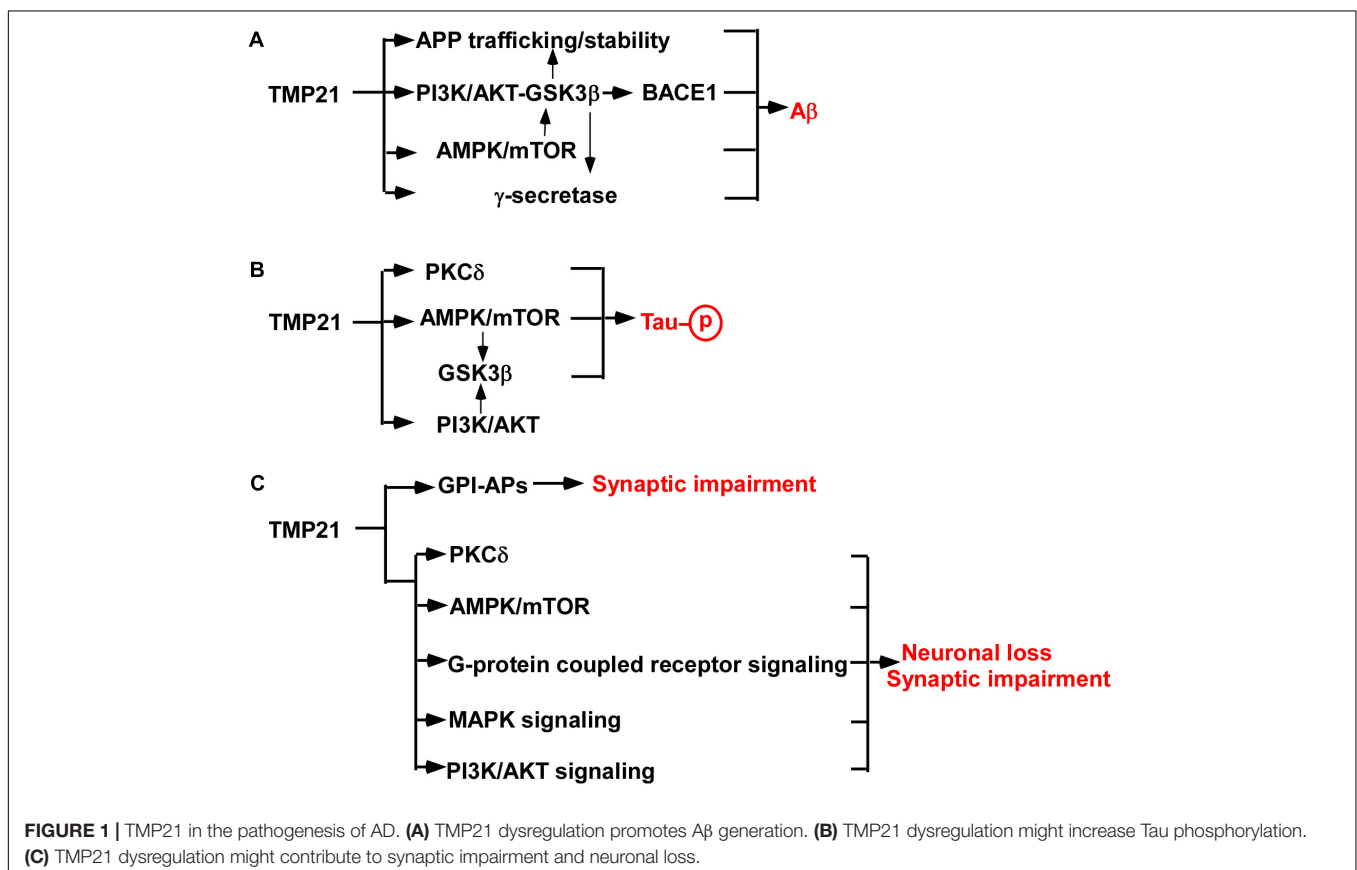 A
APP trafficking/stability
TMP21
PI3K/AKT-GSK3β
BACE1
Aβ
AMPK/mTOR
γ-secretase
B
PKCδ
TMP21
AMPK/mTOR
Tau-p
GSK3β
PI3K/AKT
C
GPI-APs
Synaptic impairment
TMP21
PKCδ
AMPK/mTOR
G-protein coupled receptor signaling
Neuronal loss
Synaptic impairment
MAPK signaling
PI3K/AKT signaling
FIGURE 1 | TMP21 in the pathogenesis of AD. (A) TMP21 dysregulation promotes Aβ generation. (B) TMP21 dysregulation might increase Tau phosphorylation.
(C) TMP21 dysregulation might contribute to synaptic impairment and neuronal loss.